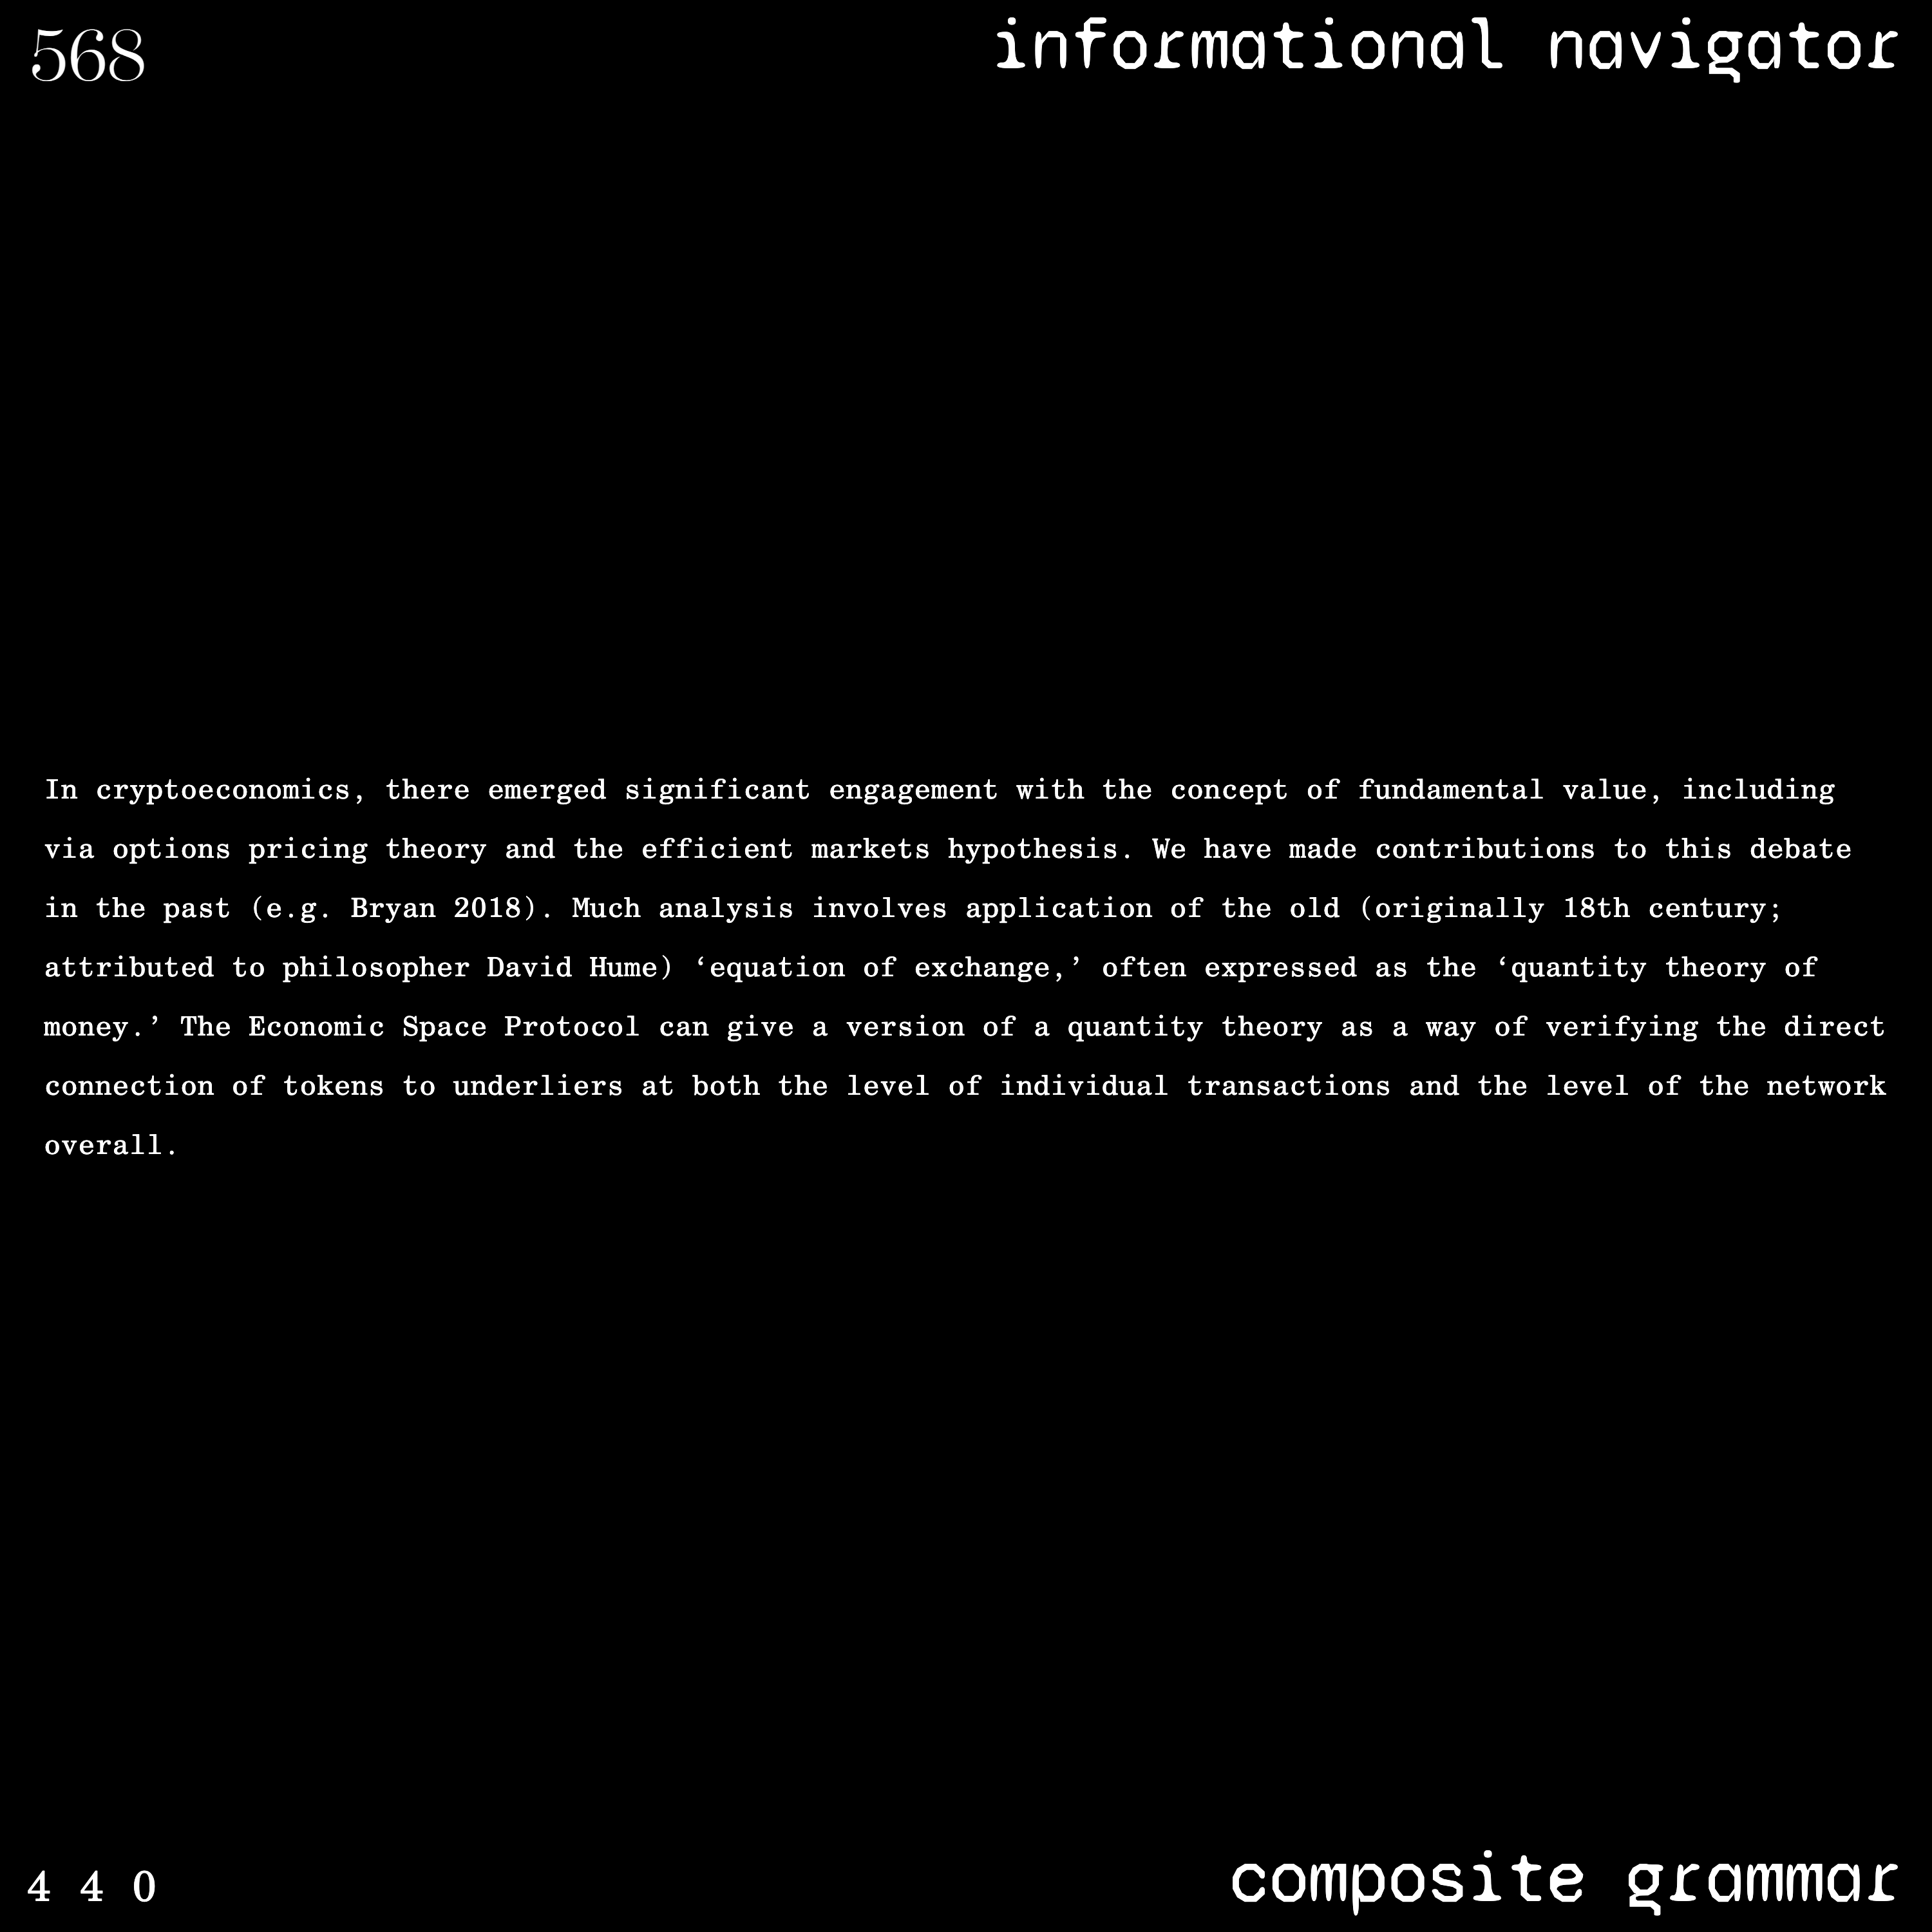 568
informational navigator
In cryptoeconomics, there emerged significant engagement with the concept of fundamental value, including
via options pricing theory and the efficient markets hypothesis. We have made contributions to this debate
in the past (e.g. Bryan 2018). Much analysis involves application of the old (originally 18th century;
attributed to philosopher David Hume) ‘equation of exchange,’ often expressed as the ‘quantity theory of
money.’ The Economic Space Protocol can give a version of a quantity theory as a way of verifying the direct
connection of tokens to underliers at both the level of individual transactions and the level of the network
overall.
4 4 0
composite grammar